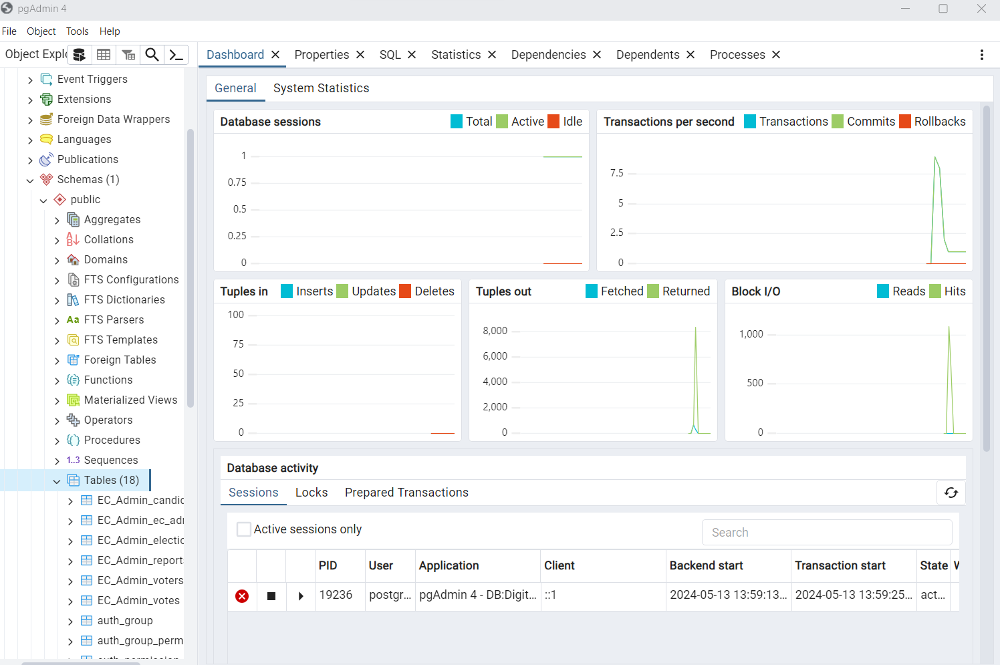 pgAdmin 4
File Object Tools Help
Object Explo
Dashboard Properties SQL Statistics Dependencies Dependents Processes
Event Triggers
Extensions
Foreign Data Wrappers
Languages
Publications
Schemas (1)
public
Aggregates
Collations
Domains
FTS Configurations
FTS Dictionaries
Aa FTS Parsers
FTS Templates
Foreign Tables
Functions
Materialized Views
Operators
Procedures
1..3 Sequences
Tables (18)
EC_Admin_candic
EC_Admin_ec_adr
EC_Admin_electic
EC_Admin_report
EC_Admin_voters
EC_Admin_votes
auth_group
auth_group_perm
General System Statistics
Database sessions Total Active Idle
1
0.75
0.5
0.25
0
Transactions per second Transactions Commits Rollbacks
7.5
5
2.5
0
Tuples in Inserts Updates Deletes
100
75
50
25
0
Tuples out Fetched Returned
8,000
6,000
4,000
2,000
0
Block I/O Reads Hits
1,000
500
0
Database activity
Sessions Locks Prepared Transactions
Active sessions only Search
PID User Application Client Backend start Transaction start State W
19236 postgr... pgAdmin 4 - DB:Digit... ::1 2024-05-13 13:59:13... 2024-05-13 13:59:25... act...